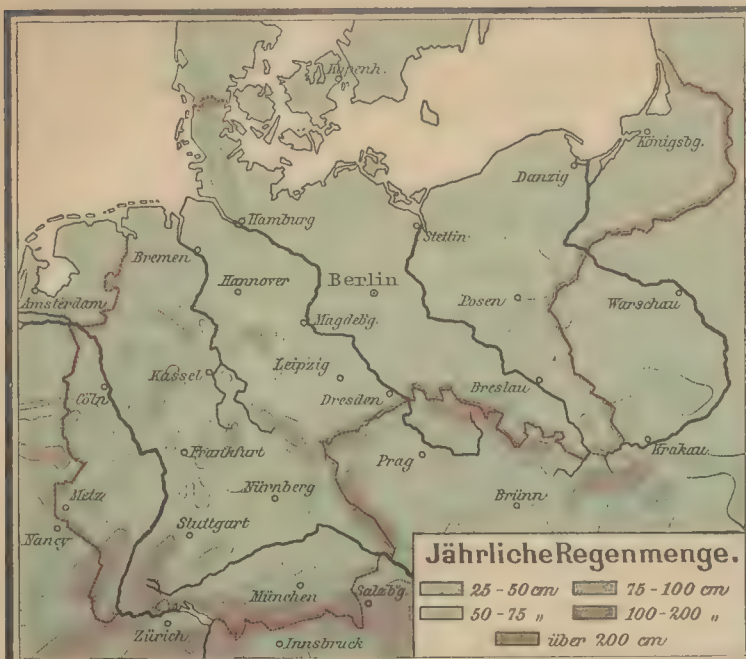 Kopenh.
Königsbg.
Danzig
Hamburg
Stettin
Bremen
Hannover
Berlin
Amsterdam
Posen
Warschau
Magdebg.
Kassel
Leipzig
Cöln
Dresden
Breslau
Frankfurt
Prag
Krakau
Metz
Nürnberg
Brünn
Nancy
Stuttgart
München
Salzbg.
Zürich
Innsbruck
Jährliche Regenmenge.
25-50 cm 75-100 cm
50-75 „ 100-200 „
über 200 cm